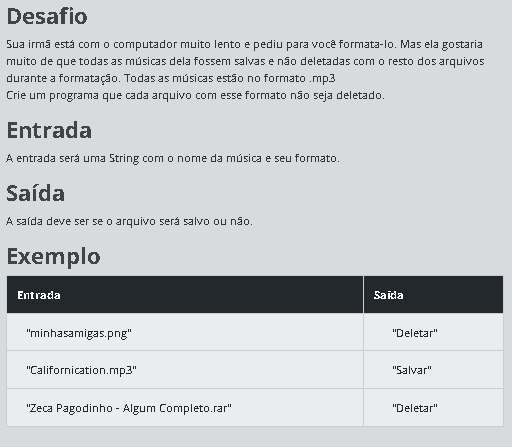 Desafio
Sua irmã está com o computador muito lento e pediu para você formata-lo. Mas ela gostaria
muito de que todas as músicas dela fossem salvas e não deletadas com o resto dos arquivos
durante a formatação. Todas as músicas estão no formato .mp3
Crie um programa que cada arquivo com esse formato não seja deletado.
Entrada
A entrada será uma String com o nome da música e seu formato.
Saída
A saída deve ser se o arquivo será salvo ou não.
Exemplo
Entrada Saída
"minhasamigas.png" "Deletar"
"Californication.mp3" "Salvar"
"Zeca Pagodinho - Algum Completo.rar" "Deletar"